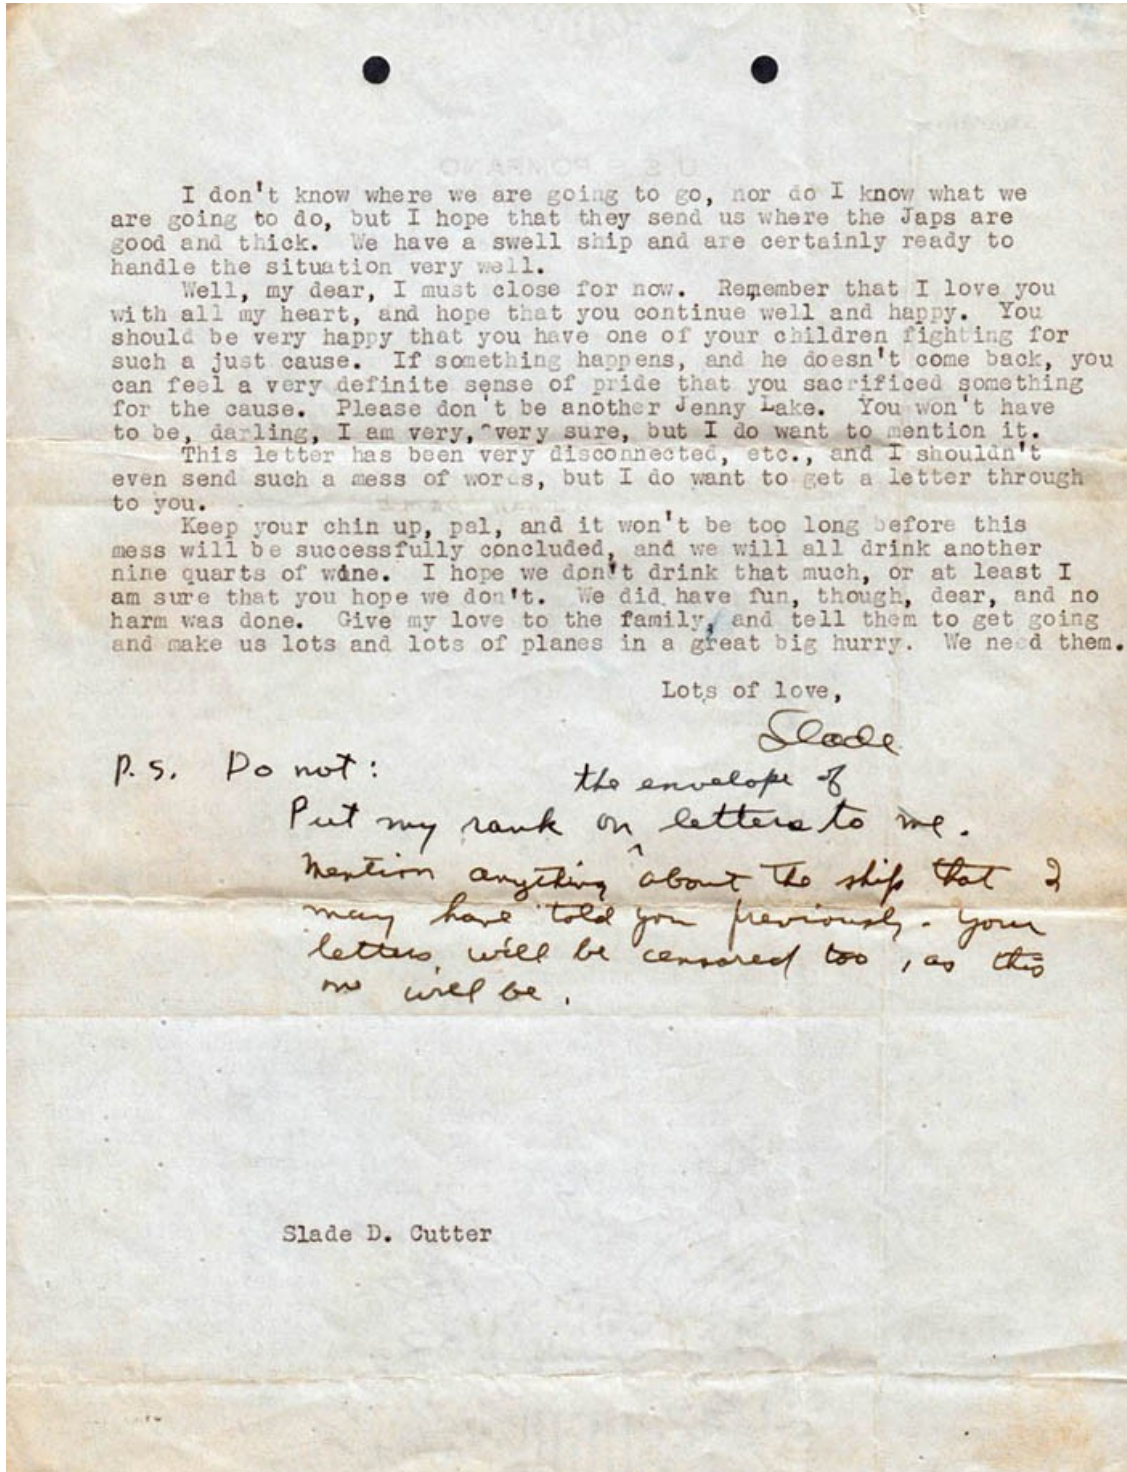 I don't know where we are going to go, nor do I know what we
are going to do, but I hope that they send us where the Japs are
good and thick. We have a swell ship and are certainly ready to
handle the situation very well.
Well, my dear, I must close for now. Remember that I love you
with all my heart, and hope that you continue well and happy. You
should be very happy that you have one of your children fighting for
such a just cause. If something happens, and he doesn't come back, you
can feel a very definite sense of pride that you sacrificed something
for the cause. Please don't be another Jenny Lake. You won't have
to be, darling, I am very, very sure, but I do want to mention it.
This letter has been very disconnected, etc., and I shouldn't
even send such a mess of words, but I do want to get a letter through
to you.
Keep your chin up, pal, and it won't be too long before this
mess will be successfully concluded, and we will all drink another
nine quarts of wine. I hope we don't drink that much, or at least I
am sure that you hope we don't. We did have fun, though, dear, and no
harm was done. Give my love to the family, and tell them to get going
and make us lots and lots of planes in a great big hurry. We need them.
Lots of love,
Slade
P.S. Do not:
the envelope of
Put my rank on letters to me.
Mention anything about the ship that I
may have told you previously. Your
letters will be censored too, as this
one will be.
Slade D. Cutter